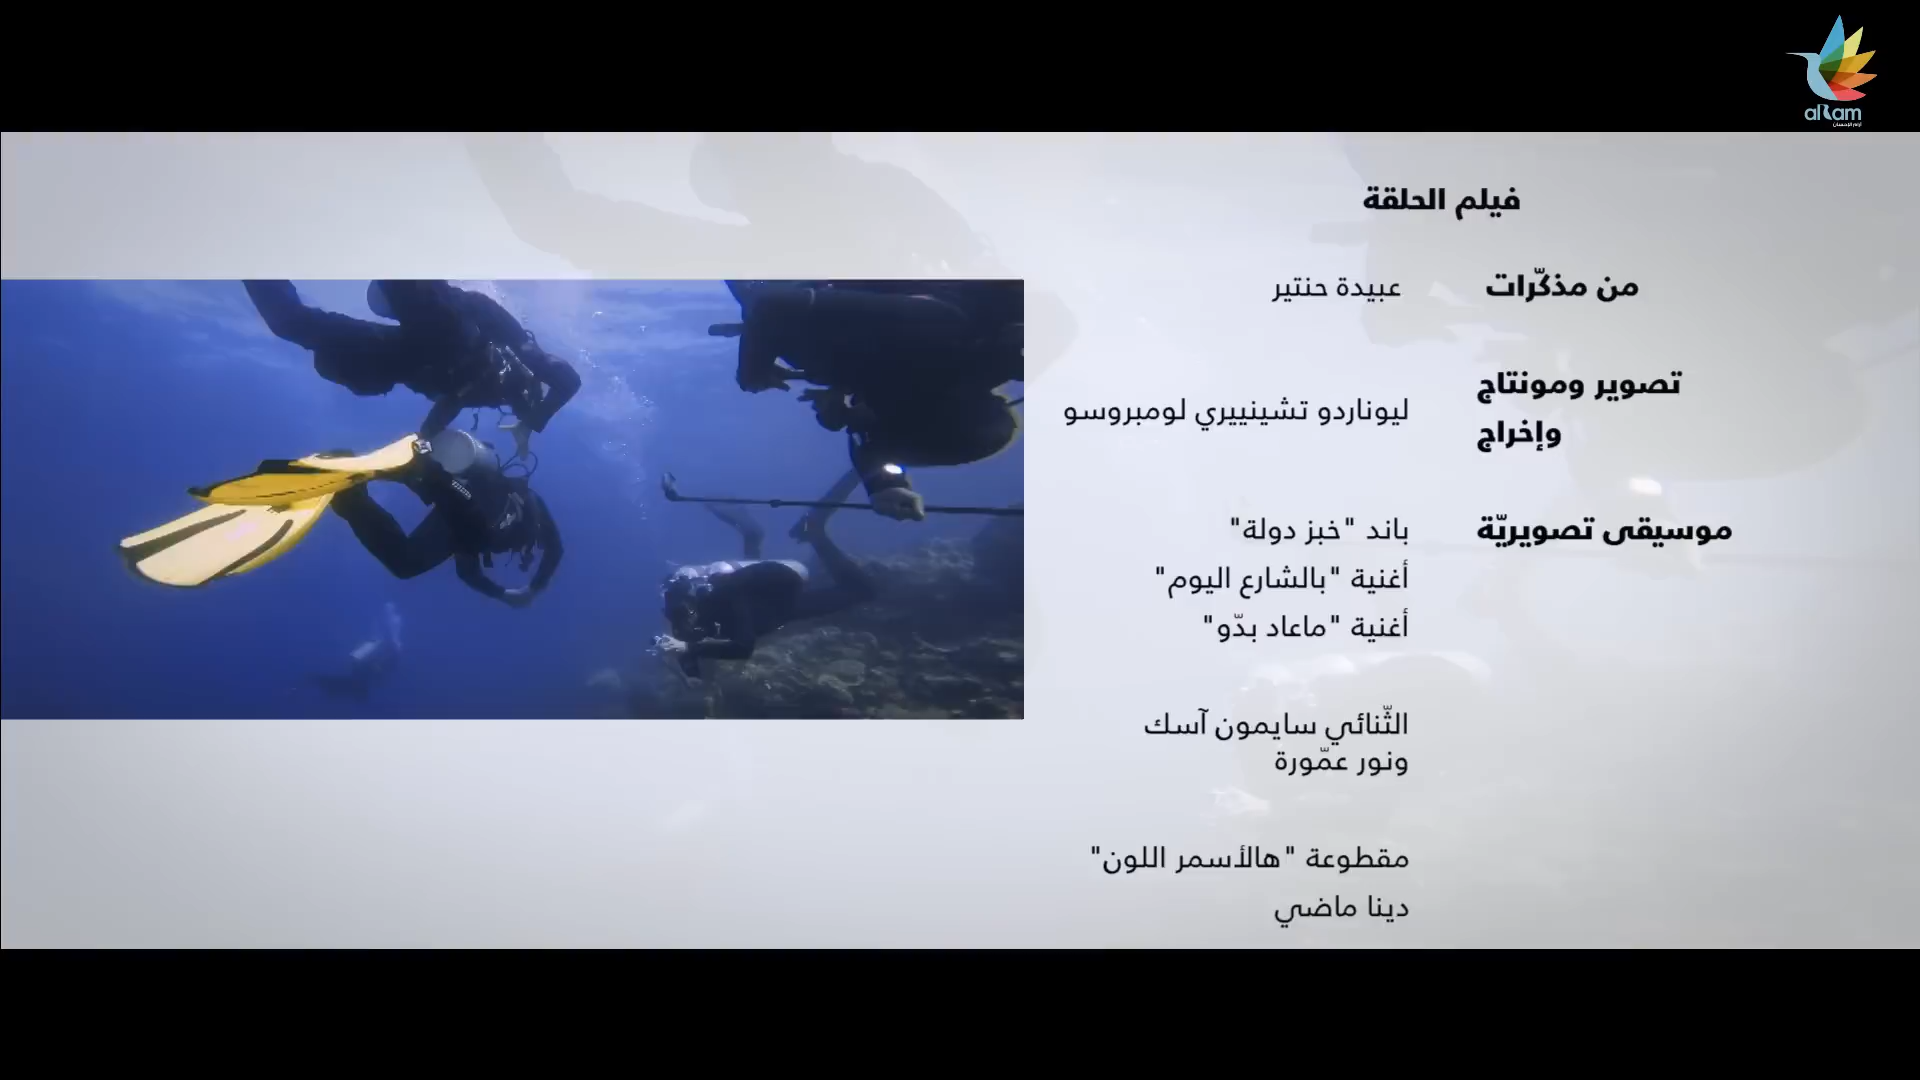 aRam
فيلم الحلقة
من مذكّرات
عبيدة حنتير
تصوير ومونتاج
وإخراج
ليوناردو تشينييري لومبروسو
موسيقى تصويريّة
باند "خبز دولة"
أغنية "بالشارع اليوم"
أغنية "ماعاد بدّو"
الثّنائي سايمون آسك
ونور عمّورة
مقطوعة "هالأسمر اللون"
دينا ماضي